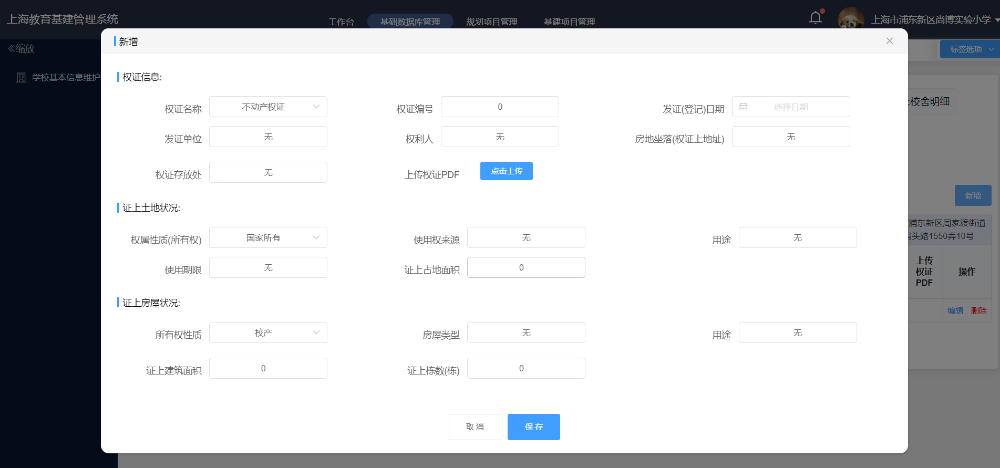 上海教育基建管理系统
工作台
基础数据库管理
规划项目管理
基建项目管理
上海市浦东新区尚博实验小学
缩放
标签选项
学校基本信息维护
:校舍明细
新增
浦东新区周家渡街道
码头路1550弄10号
上传
权证
PDF
操作
编辑 删除
新增
权证信息:
权证名称 不动产权证
权证编号 0
发证(登记)日期 选择日期
发证单位 无
权利人 无
房地坐落(权证上地址) 无
权证存放处 无
上传权证PDF 点击上传
证上土地状况:
权属性质(所有权) 国家所有
使用权来源 无
用途 无
使用期限 无
证上占地面积 0
证上房屋状况:
所有权性质 校产
房屋类型 无
用途 无
证上建筑面积 0
证上栋数(栋) 0
取 消
保 存